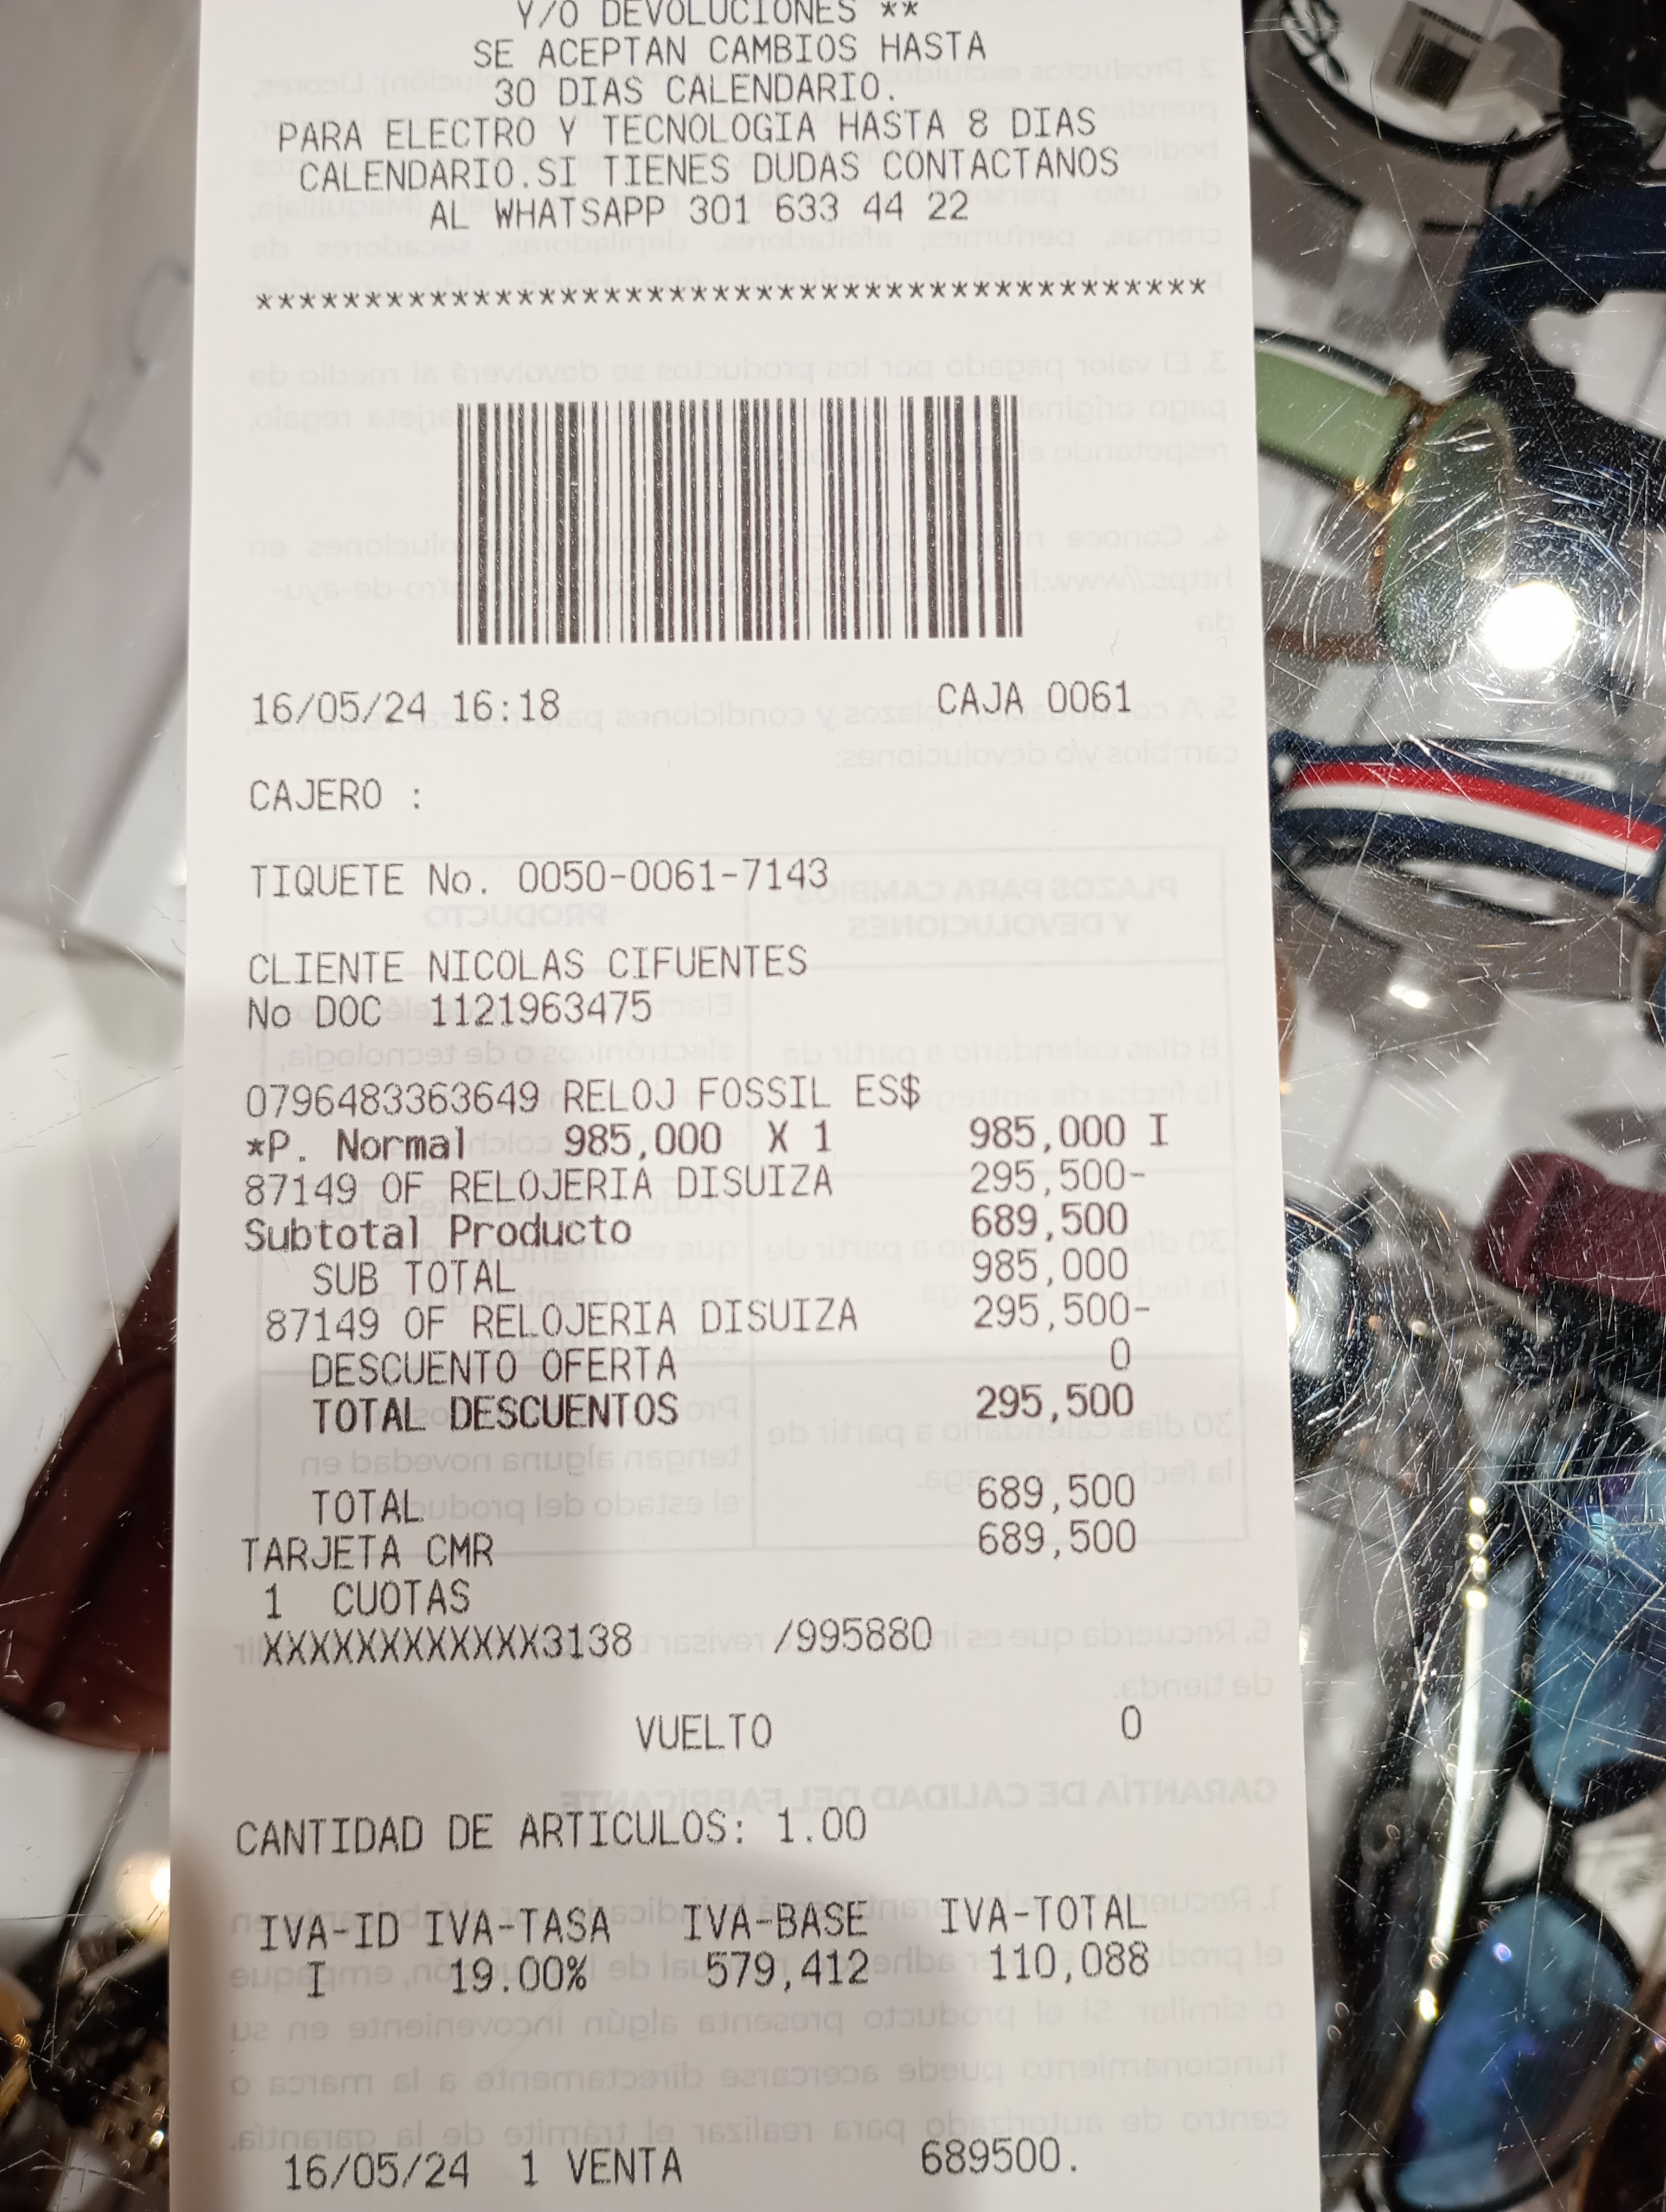 Y/O DEVOLUCIONES **
SE ACEPTAN CAMBIOS HASTA
30 DIAS CALENDARIO.
PARA ELECTRO Y TECNOLOGIA HASTA 8 DIAS
CALENDARIO.SI TIENES DUDAS CONTACTANOS
AL WHATSAPP 301 633 44 22
********************************************
16/05/24 16:18 CAJA 0061
CAJERO :
TIQUETE No. 0050-0061-7143
CLIENTE NICOLAS CIFUENTES
No DOC 1121963475
0796483363649 RELOJ FOSSIL ES$
*P. Normal 985,000 X 1 985,000 I
87149 OF RELOJERIA DISUIZA 295,500-
Subtotal Producto 689,500
SUB TOTAL 985,000
87149 OF RELOJERIA DISUIZA 295,500-
DESCUENTO OFERTA 0
TOTAL DESCUENTOS 295,500
TOTAL 689,500
TARJETA CMR 689,500
1 CUOTAS
XXXXXXXXXXXX3138 /995880
VUELTO 0
CANTIDAD DE ARTICULOS: 1.00
IVA-ID IVA-TASA IVA-BASE IVA-TOTAL
I 19.00% 579,412 110,088
16/05/24 1 VENTA 689500.